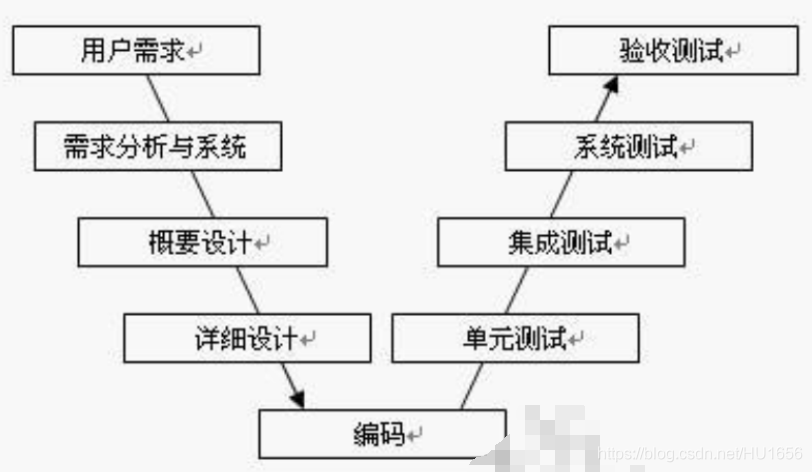 用户需求↵
验收测试↵
需求分析与系统
系统测试↵
概要设计↵
集成测试↵
详细设计↵
单元测试↵
编码↵
https://blog.csdn.net/HU1656